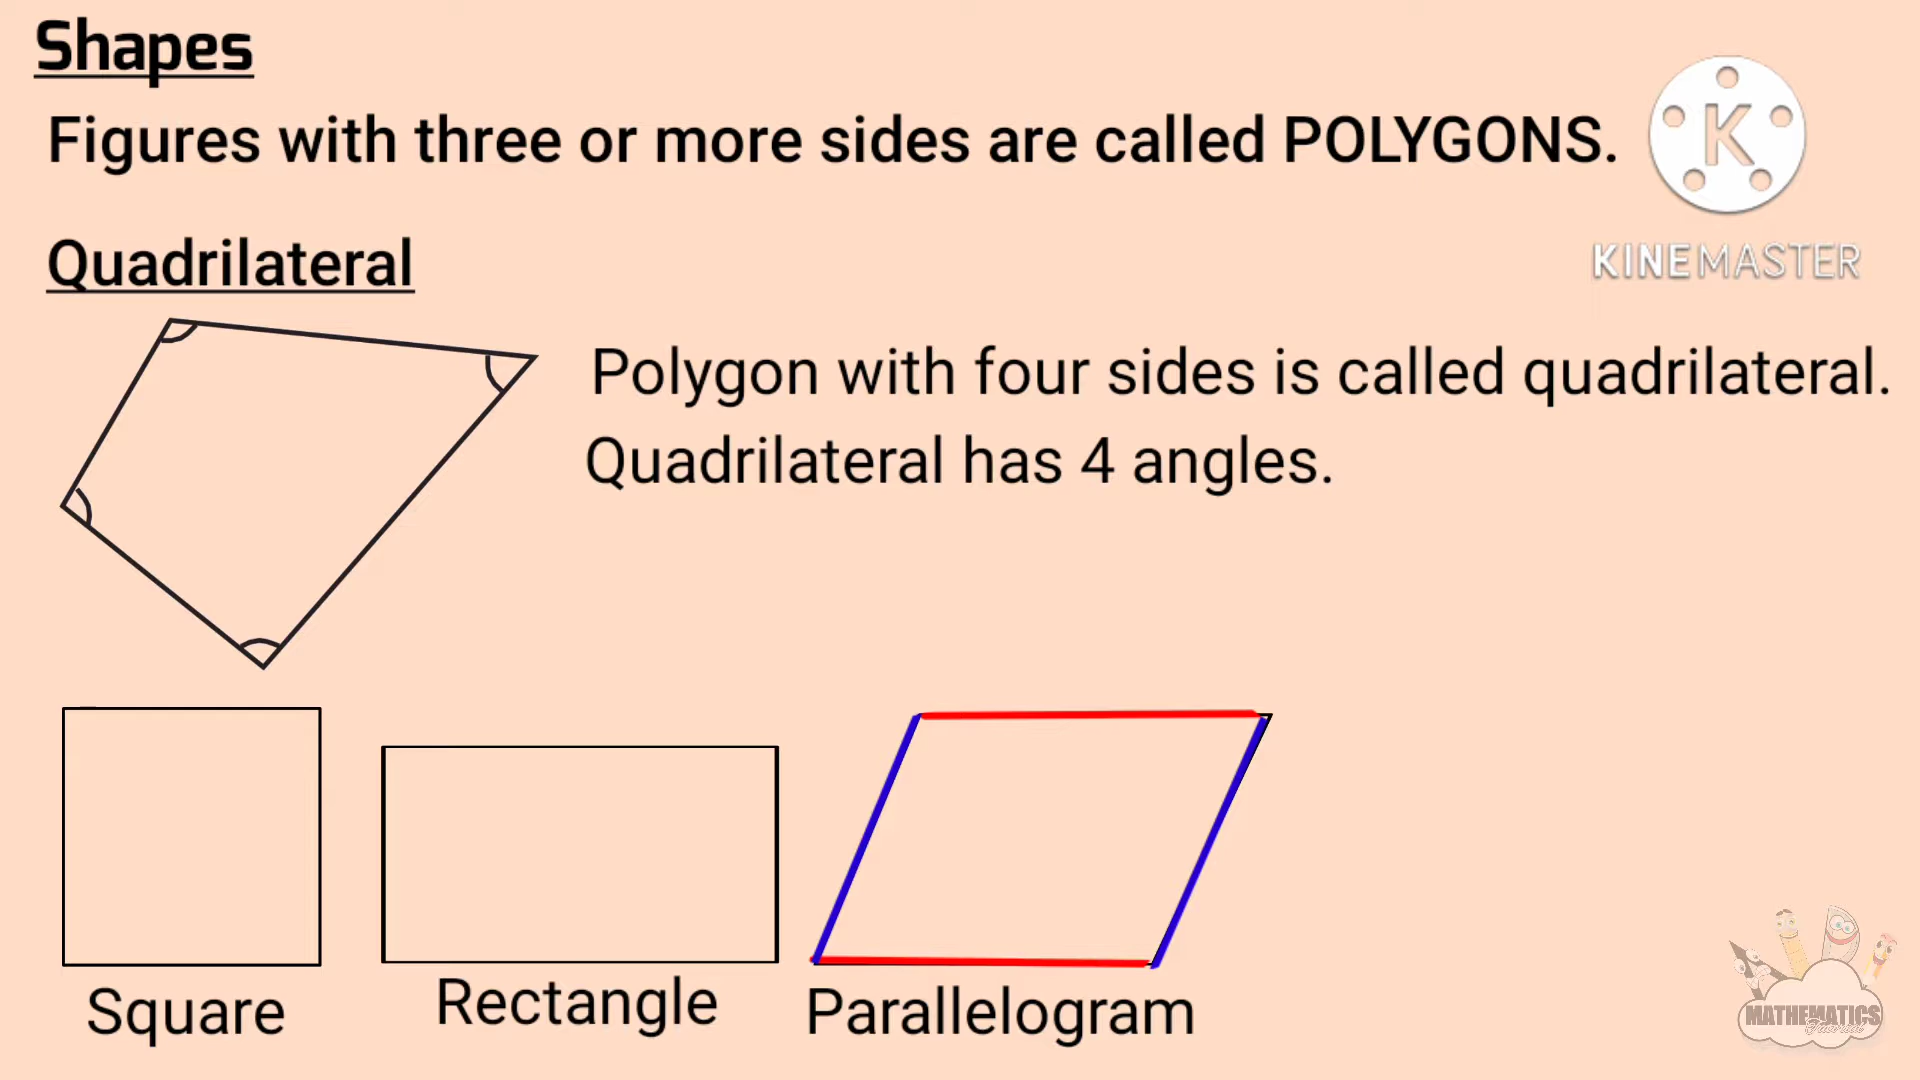 Shapes
Figures with three or more sides are called POLYGONS.
K
KINEMASTER
Quadrilateral
Polygon with four sides is called quadrilateral.
Quadrilateral has 4 angles.
Square
Rectangle
Parallelogram
MATHEMATICS